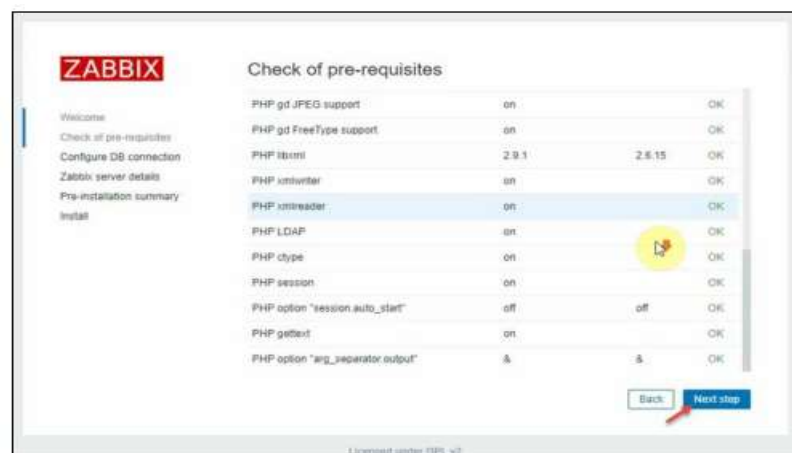 ZABBIX
Check of pre-requisites
Welcome
Check of pre-requisites
Configure DB connection
Zabbix server details
Pre-installation summary
Install
PHP gd JPEG support on OK
PHP gd FreeType support on OK
PHP libxml 2.9.1 2.6.15 OK
PHP xmlwriter on OK
PHP xmlreader on OK
PHP LDAP on OK
PHP ctype on OK
PHP session on OK
PHP option "session.auto_start" off off OK
PHP gettext on OK
PHP option "arg_separator.output" & & OK
Back Next step
Licensed under GPL v2